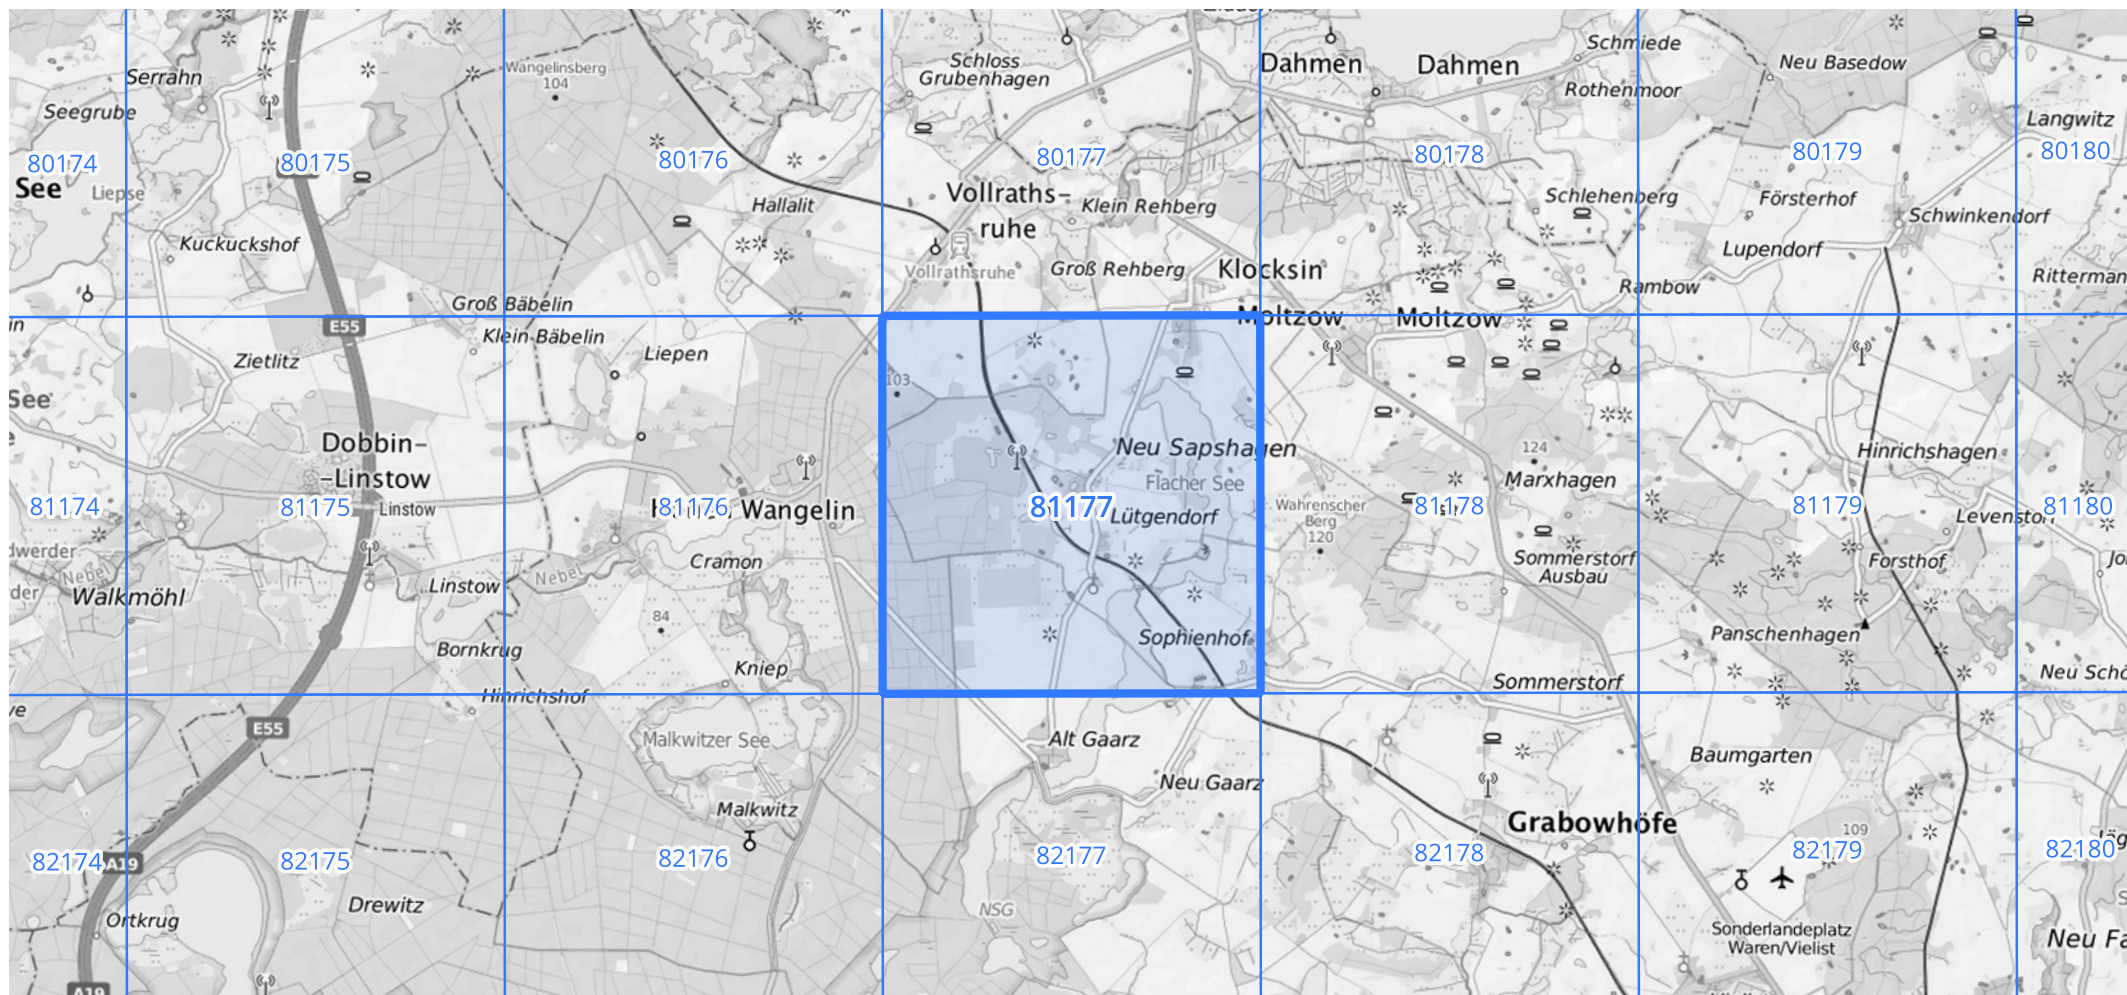 Serrahn
Seegrube
80174
See
Liepse
Kuckuckshof
80175
Wangelinsberg
104
80176
Hallalit
Groß Bäbelin
Schloss
Grubenhagen
80177
Vollraths-
ruhe
Klein Rehberg
Vollrathsruhe
Groß Rehberg
Klocksin
Dahmen
Dahmen
Schmiede
Rothenmoor
80178
Schlehenberg
Rambow
Neu Basedow
80179
Försterhof
Lupendorf
Schwinkendorf
Langwitz
80180
Ritterman
E55
Klein-Bäbelin
Liepen
Zietlitz
See
Dobbin-
-Linstow
81174
81175
Linstow
81176
Wangelin
Nebel
Walkmöhl
Linstow
Nebel
Cramon
84
Bornkrug
Kniep
Hinrichshof
103
Neu Sapshagen
Flacher See
81177
Lütgendorf
Sophienhof
Moltzow
Moltzow
124
Marxhagen
Wahrenscher
Berg
120
81178
Sommerstorf
Ausbau
Sommerstorf
Hinrichshagen
81179
Levenstorf
81180
Forsthof
Panschenhagen
Neu Schö
E55
Malkwitzer See
Alt Gaarz
Neu Gaarz
Malkwitz
82174
A19
82175
82176
82177
Drewitz
Ortkrug
A19
NSG
Grabowhöfe
82178
Baumgarten
109
82179
82180
Sonderlandeplatz
Waren/Vielist
Neu Fa